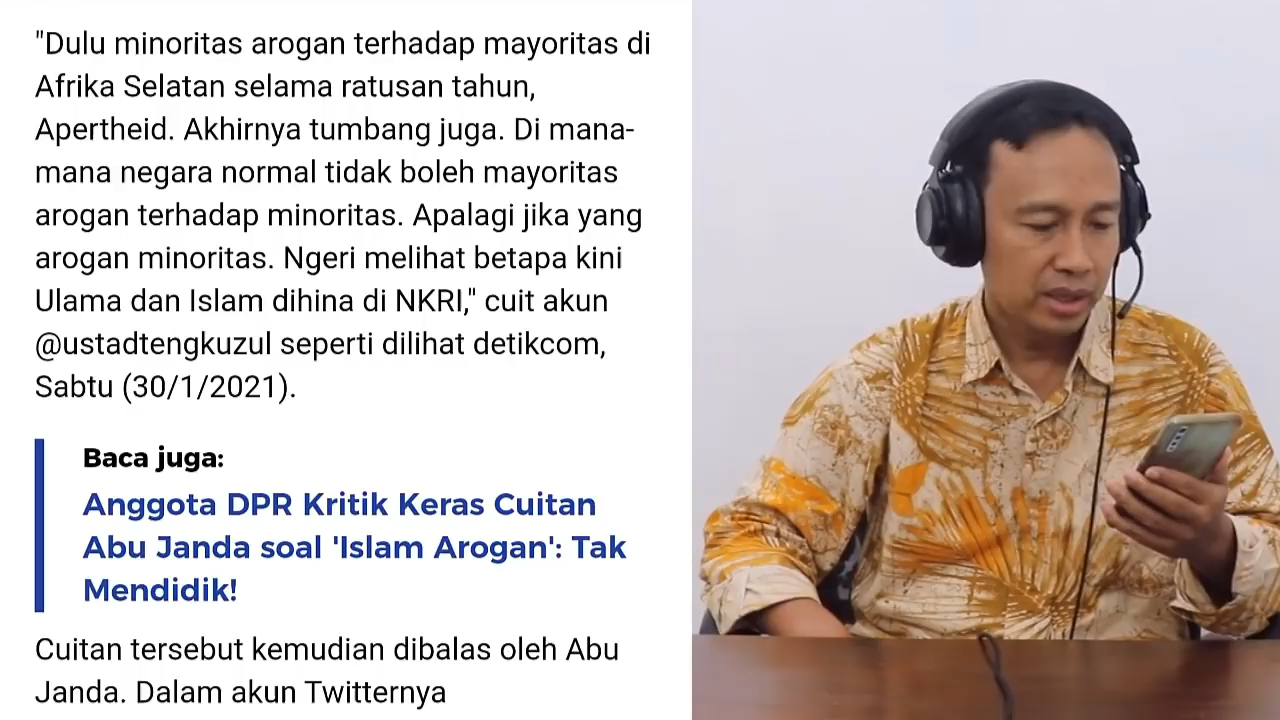 "Dulu minoritas arogan terhadap mayoritas di
Afrika Selatan selama ratusan tahun,
Apertheid. Akhirnya tumbang juga. Di mana-
mana negara normal tidak boleh mayoritas
arogan terhadap minoritas. Apalagi jika yang
arogan minoritas. Ngeri melihat betapa kini
Ulama dan Islam dihina di NKRI," cuit akun
@ustadtengkuzul seperti dilihat detikcom,
Sabtu (30/1/2021).
Baca juga:
Anggota DPR Kritik Keras Cuitan
Abu Janda soal 'Islam Arogan': Tak
Mendidik!
Cuitan tersebut kemudian dibalas oleh Abu
Janda. Dalam akun Twitternya